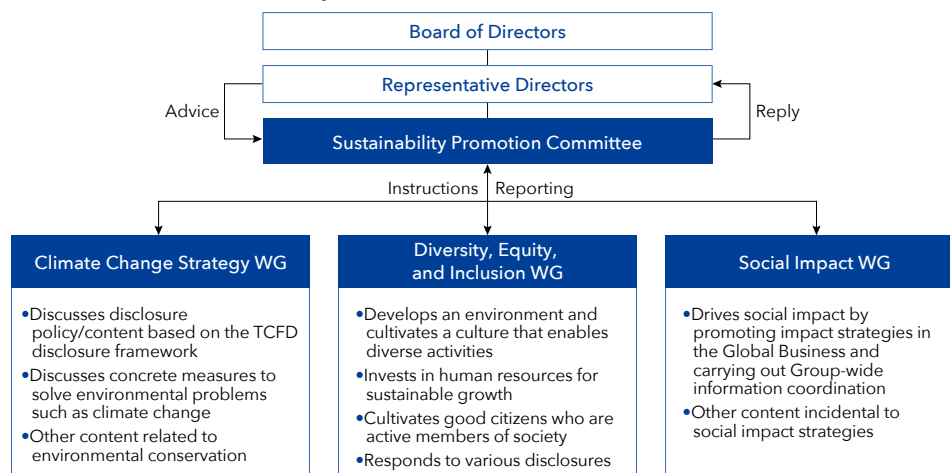 Board of Directors
Representative Directors
Advice
Reply
Sustainability Promotion Committee
Instructions
Reporting
Climate Change Strategy WG
•Discusses disclosure
policy/content based on the TCFD
disclosure framework
•Discusses concrete measures to
solve environmental problems
such as climate change
•Other content related to
environmental conservation
Diversity, Equity,
and Inclusion WG
•Develops an environment and
cultivates a culture that enables
diverse activities
•Invests in human resources for
sustainable growth
•Cultivates good citizens who are
active members of society
•Responds to various disclosures
Social Impact WG
•Drives social impact by
promoting impact strategies in
the Global Business and
carrying out Group-wide
information coordination
•Other content incidental to
social impact strategies